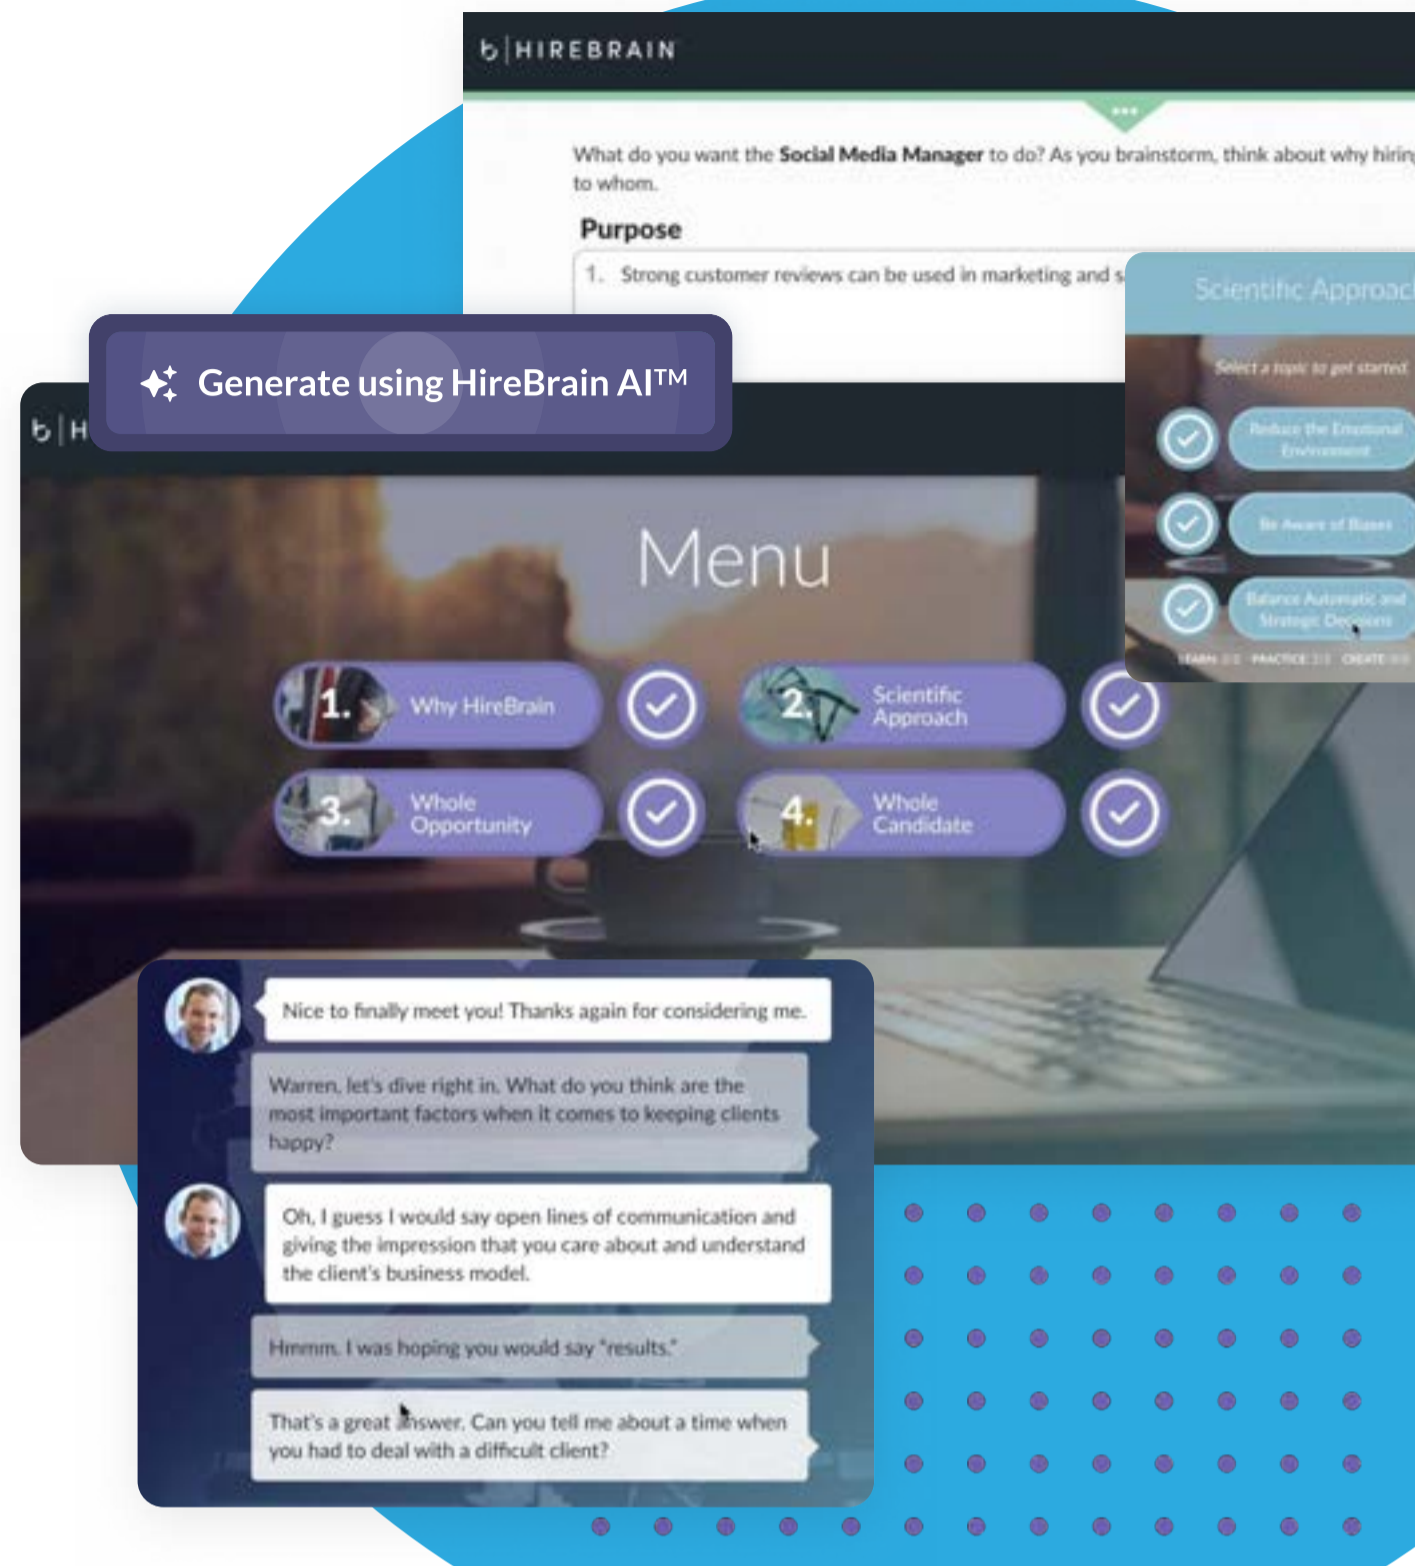 HIREBRAIN
What do you want the Social Media Manager to do? As you brainstorm, think about why hiring
to whom.
Purpose
1. Strong customer reviews can be used in marketing and s
Scientific Approach
Select a topic to get started.
Reduce the Emotional
Environment
Be Aware of Biases
Balance Automatic and
Strategic Decisions
LEARN PRACTICE CREATE
Generate using HireBrain AI™
H
Menu
1. Why HireBrain
2. Scientific
Approach
3. Whole
Opportunity
4. Whole
Candidate
Nice to finally meet you! Thanks again for considering me.
Warren, let's dive right in. What do you think are the
most important factors when it comes to keeping clients
happy?
Oh, I guess I would say open lines of communication and
giving the impression that you care about and understand
the client's business model.
Hmmm. I was hoping you would say "results."
That's a great answer. Can you tell me about a time when
you had to deal with a difficult client?